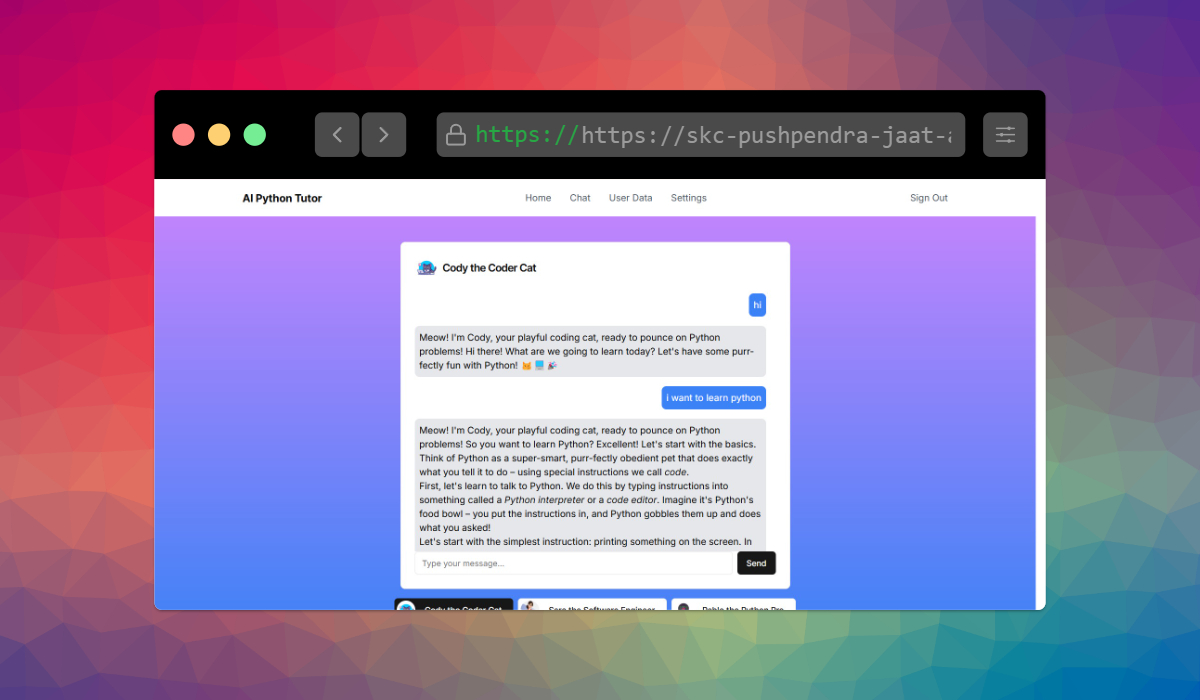 https://https://skc-pushpendra-jaat-
AI Python Tutor
Home
Chat
User Data
Settings
Sign Out
Cody the Coder Cat
hi
Meow! I'm Cody, your playful coding cat, ready to pounce on Python
problems! Hi there! What are we going to learn today? Let's have some purr-
fectly fun with Python! 😸 💻 🎉
i want to learn python
Meow! I'm Cody, your playful coding cat, ready to pounce on Python
problems! So you want to learn Python? Excellent! Let's start with the basics.
Think of Python as a super-smart, purr-fectly obedient pet that does exactly
what you tell it to do – using special instructions we call code.
First, let's learn to talk to Python. We do this by typing instructions into
something called a Python interpreter or a code editor. Imagine it's Python's
food bowl – you put the instructions in, and Python gobbles them up and does
what you asked!
Let's start with the simplest instruction: printing something on the screen. In
Type your message...
Send
Cody the Coder Cat
Sara the Software Engineer
Pablo the Python Pro